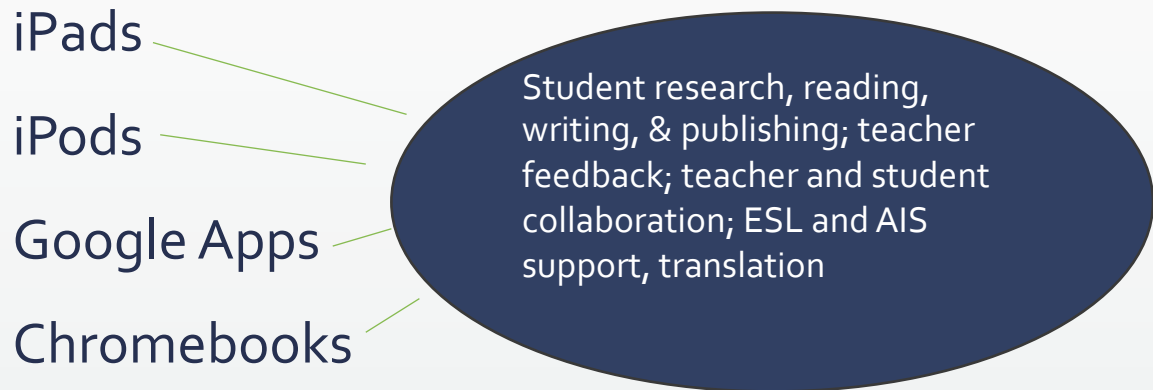 iPads
iPods
Google Apps
Chromebooks
Student research, reading,
writing, & publishing; teacher
feedback; teacher and student
collaboration; ESL and AIS
support, translation